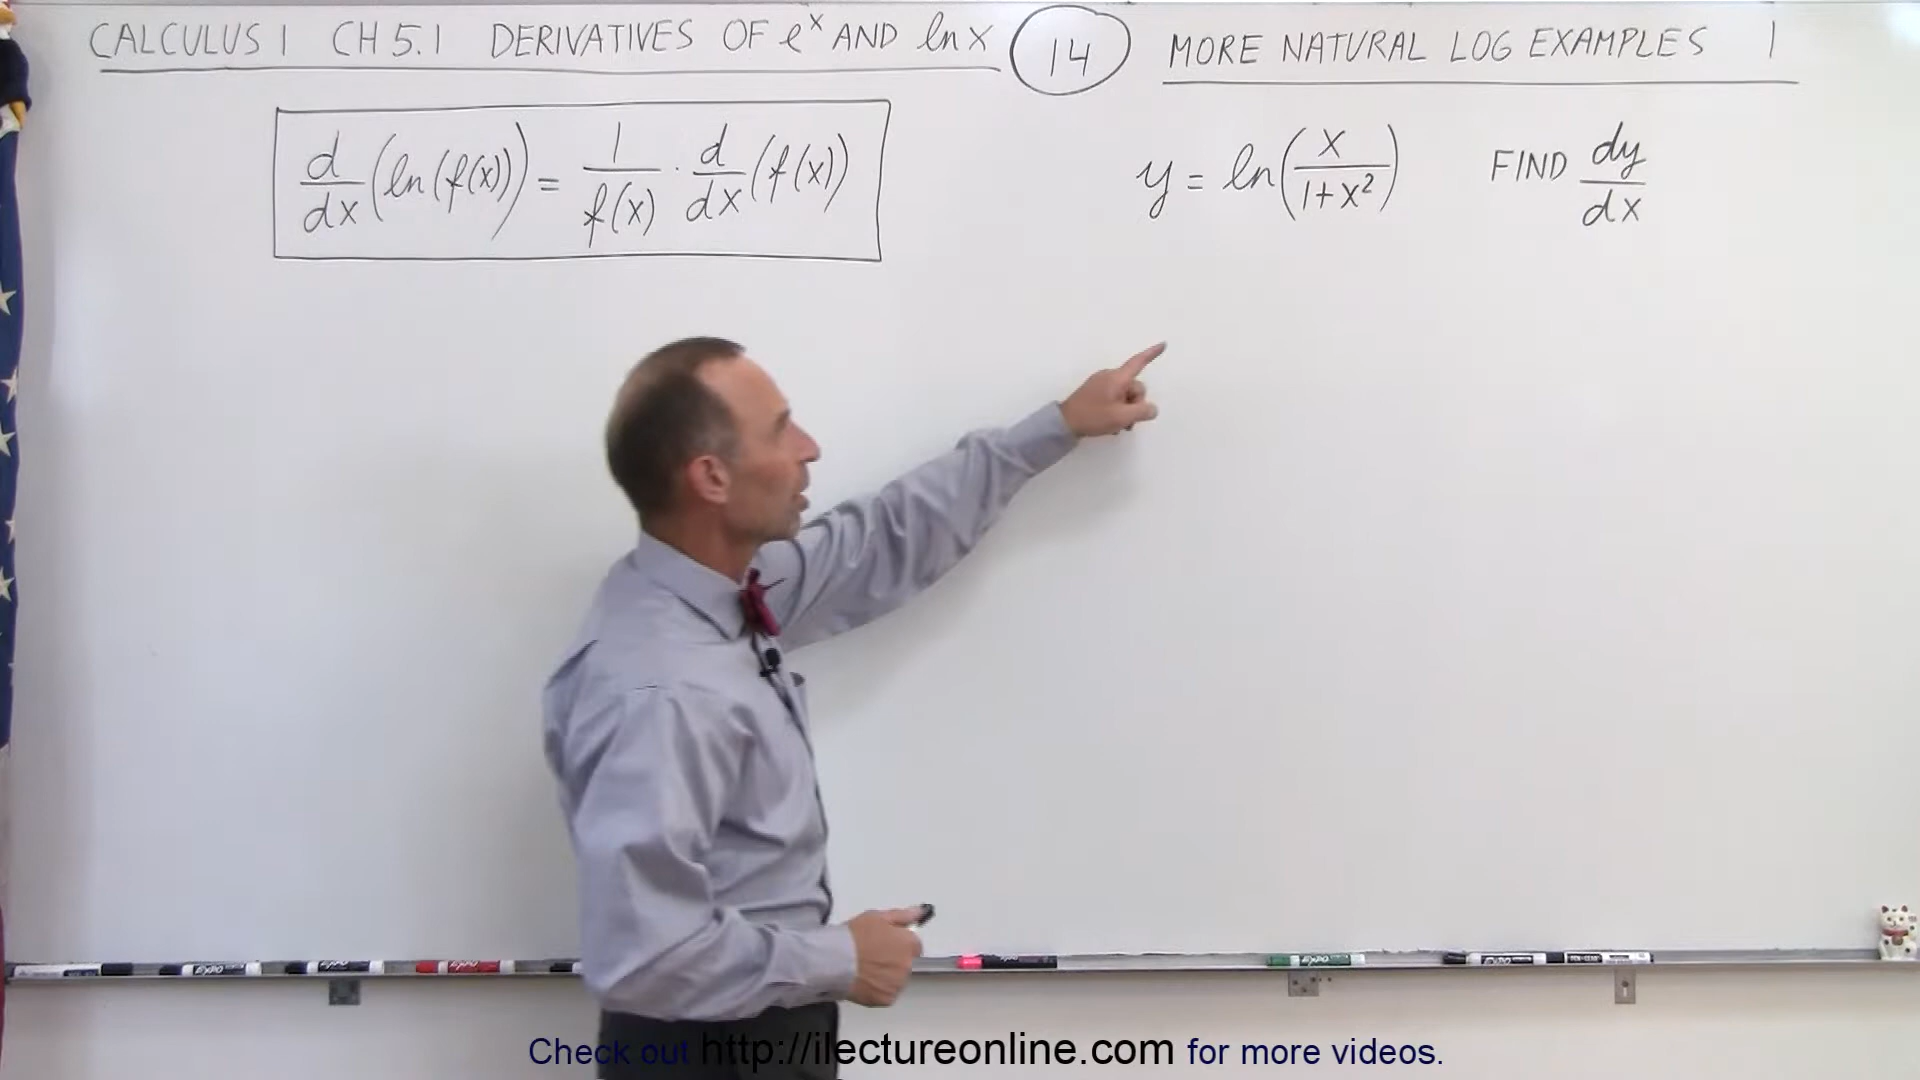 CALCULUS 1 CH 5.1 DERIVATIVES OF e^x AND ln x (14) MORE NATURAL LOG EXAMPLES 1
d/dx (ln(f(x))) = 1/f(x) · d/dx (f(x))
y = ln(x/(1+x²)) FIND dy/dx
Check out http://ilectureonline.com for more videos.